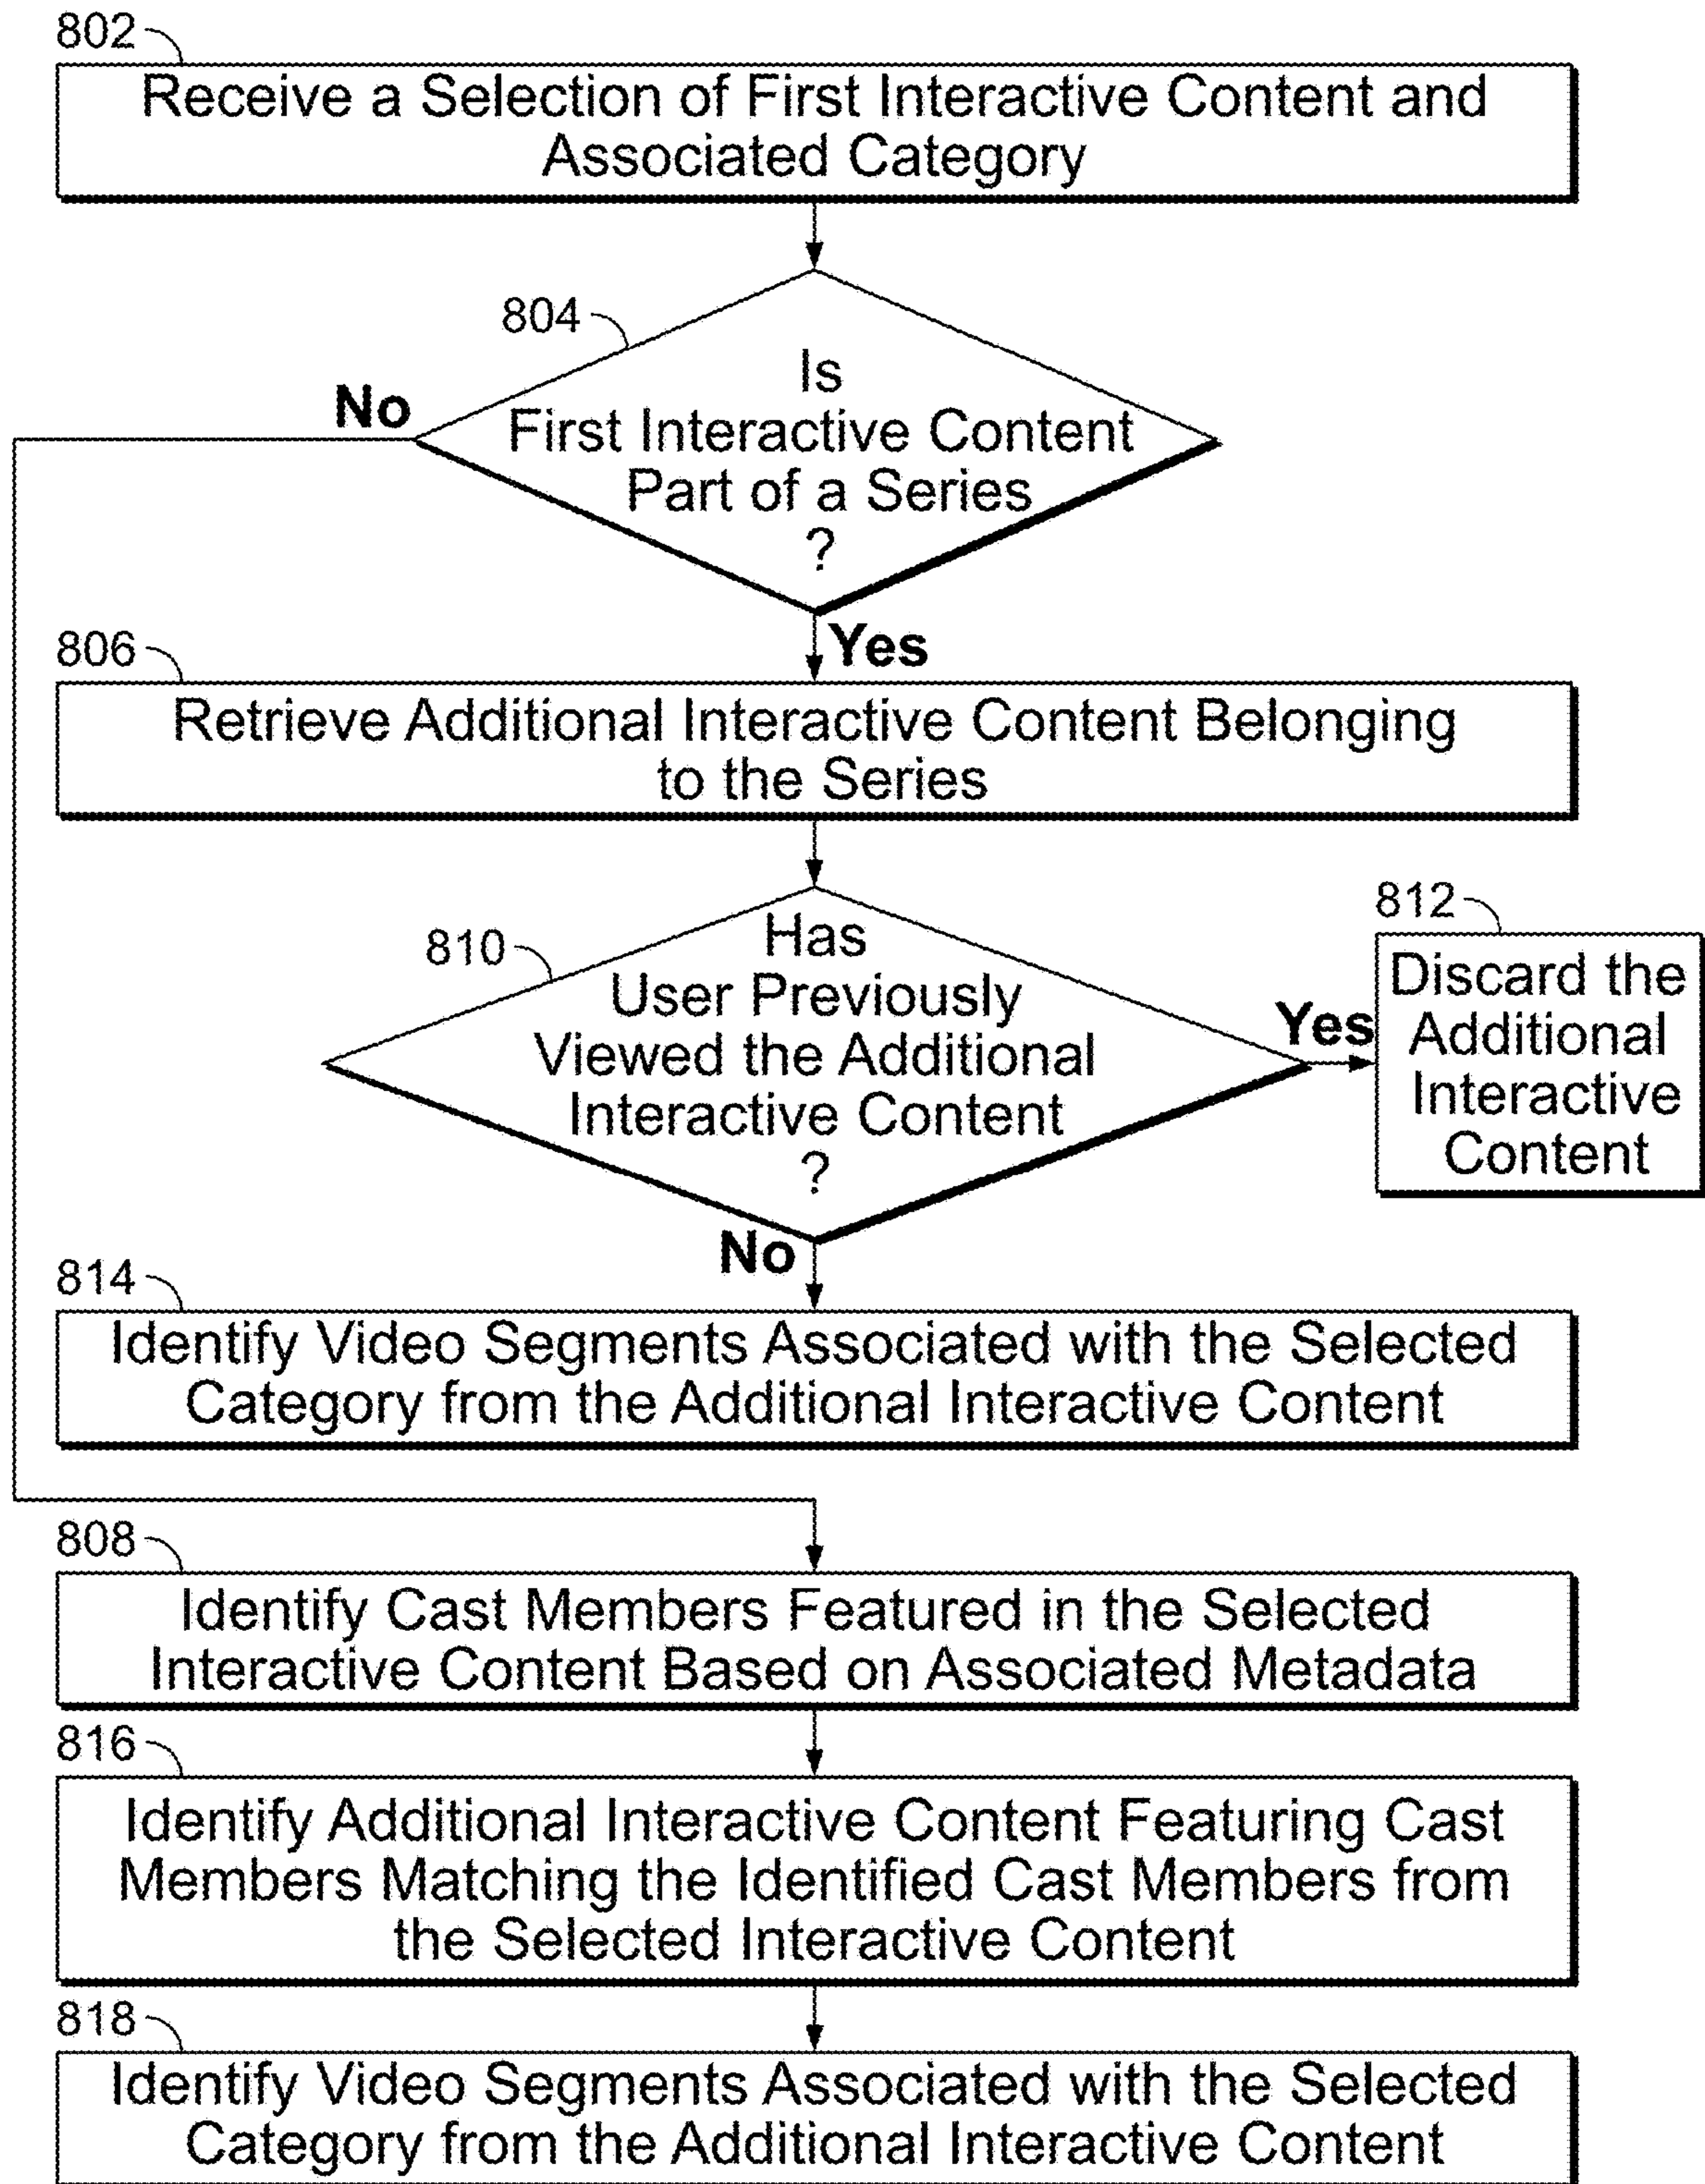 802
Receive a Selection of First Interactive Content and
Associated Category
804
Is
First Interactive Content
Part of a Series
?
No
Yes
806
Retrieve Additional Interactive Content Belonging
to the Series
810
Has
User Previously
Viewed the Additional
Interactive Content
?
Yes
812
Discard the
Additional
Interactive
Content
No
814
Identify Video Segments Associated with the Selected
Category from the Additional Interactive Content
808
Identify Cast Members Featured in the Selected
Interactive Content Based on Associated Metadata
816
Identify Additional Interactive Content Featuring Cast
Members Matching the Identified Cast Members from
the Selected Interactive Content
818
Identify Video Segments Associated with the Selected
Category from the Additional Interactive Content